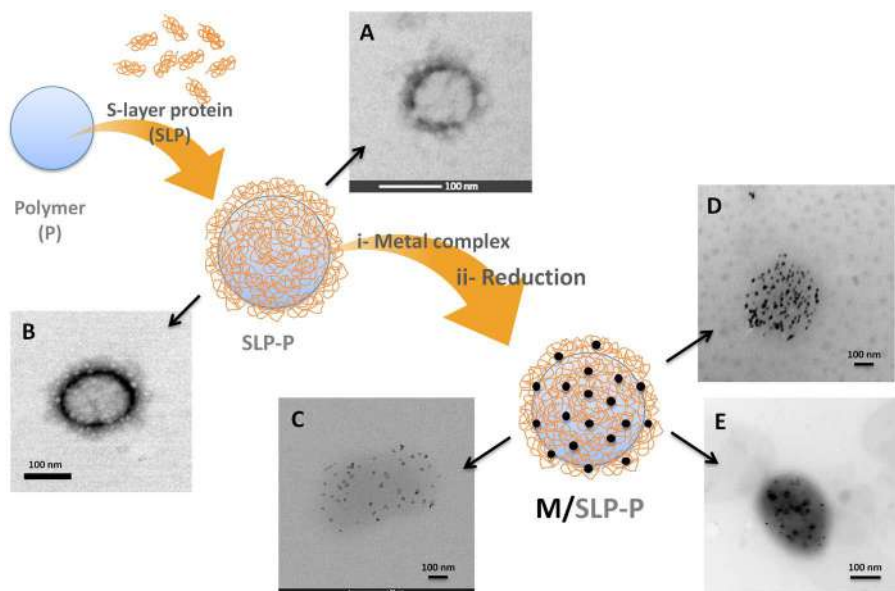 A
S-layer protein
(SLP)
100 nm
Polymer
(P)
i- Metal complex
ii- Reduction
D
100 nm
B
SLP-P
100 nm
C
E
M/SLP-P
100 nm
100 nm